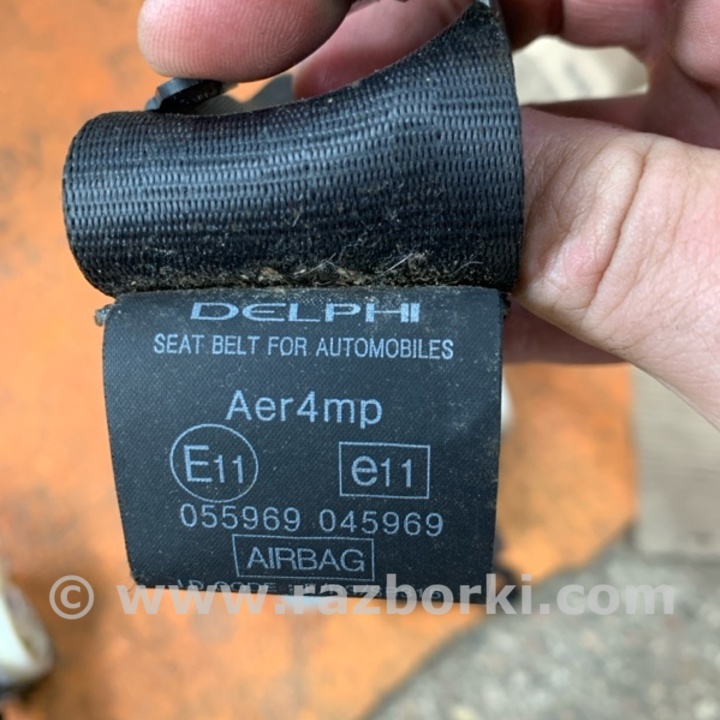 DELPHI
SEAT BELT FOR AUTOMOBILES
Aer4mp
E11 e11
055969 045969
AIRBAG
© www.razborki.com